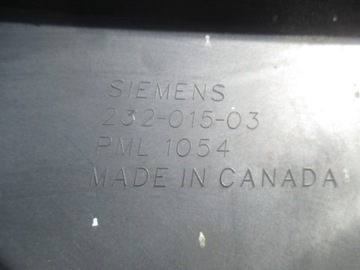 SIEMENS
232-015-03
PML 1054
MADE IN CANADA